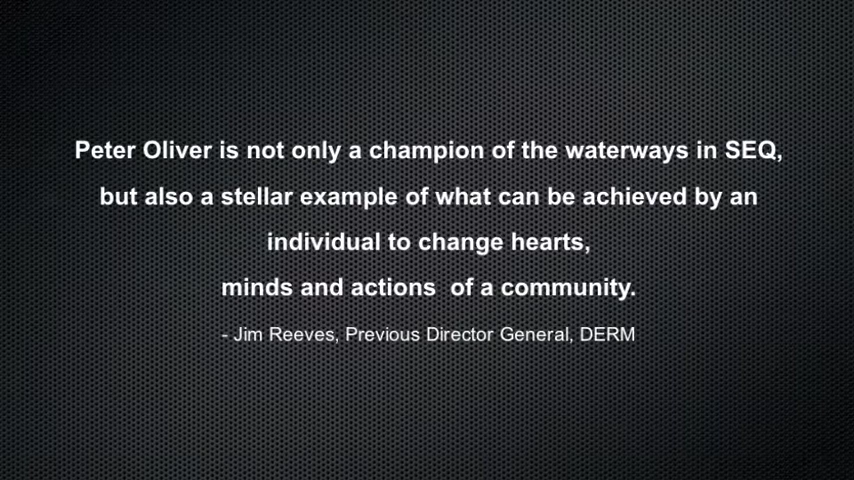 Peter Oliver is not only a champion of the waterways in SEQ,
but also a stellar example of what can be achieved by an
individual to change hearts,
minds and actions  of a community.
- Jim Reeves, Previous Director General, DERM